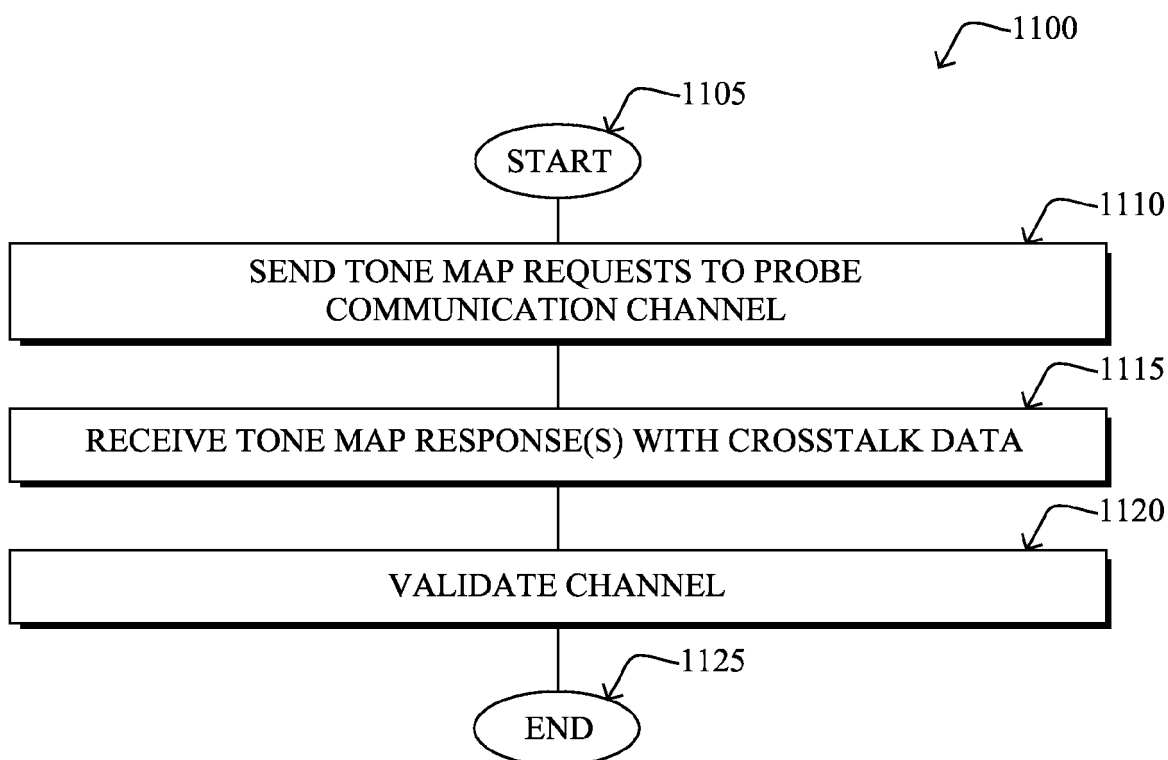 1100
1105
START
1110
SEND TONE MAP REQUESTS TO PROBE
COMMUNICATION CHANNEL
1115
RECEIVE TONE MAP RESPONSE(S) WITH CROSSTALK DATA
1120
VALIDATE CHANNEL
1125
END